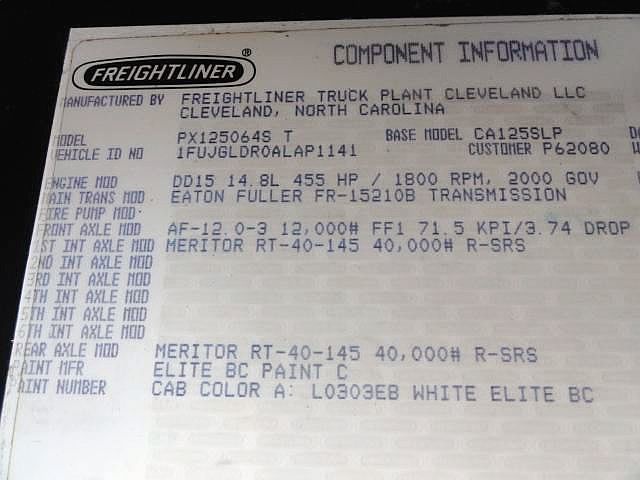 FREIGHTLINER ® COMPONENT INFORMATION
MANUFACTURED BY FREIGHTLINER TRUCK PLANT CLEVELAND LLC
CLEVELAND, NORTH CAROLINA
MODEL PX125064S T BASE MODEL CA125SLP
VEHICLE ID NO 1FUJGLDR0ALAP1141 CUSTOMER P62080
ENGINE MOD DD15 14.8L 455 HP / 1800 RPM, 2000 GOV
MAIN TRANS MOD EATON FULLER FR-15210B TRANSMISSION
FIRE PUMP MOD
FRONT AXLE MOD AF-12.0-3 12,000# FF1 71.5 KPI/3.74 DROP
1ST INT AXLE MOD MERITOR RT-40-145 40,000# R-SRS
2ND INT AXLE MOD
3RD INT AXLE MOD
4TH INT AXLE MOD
5TH INT AXLE MOD
6TH INT AXLE MOD
REAR AXLE MOD MERITOR RT-40-145 40,000# R-SRS
PAINT MFR ELITE BC PAINT C
PAINT NUMBER CAB COLOR A: L0303EB WHITE ELITE BC